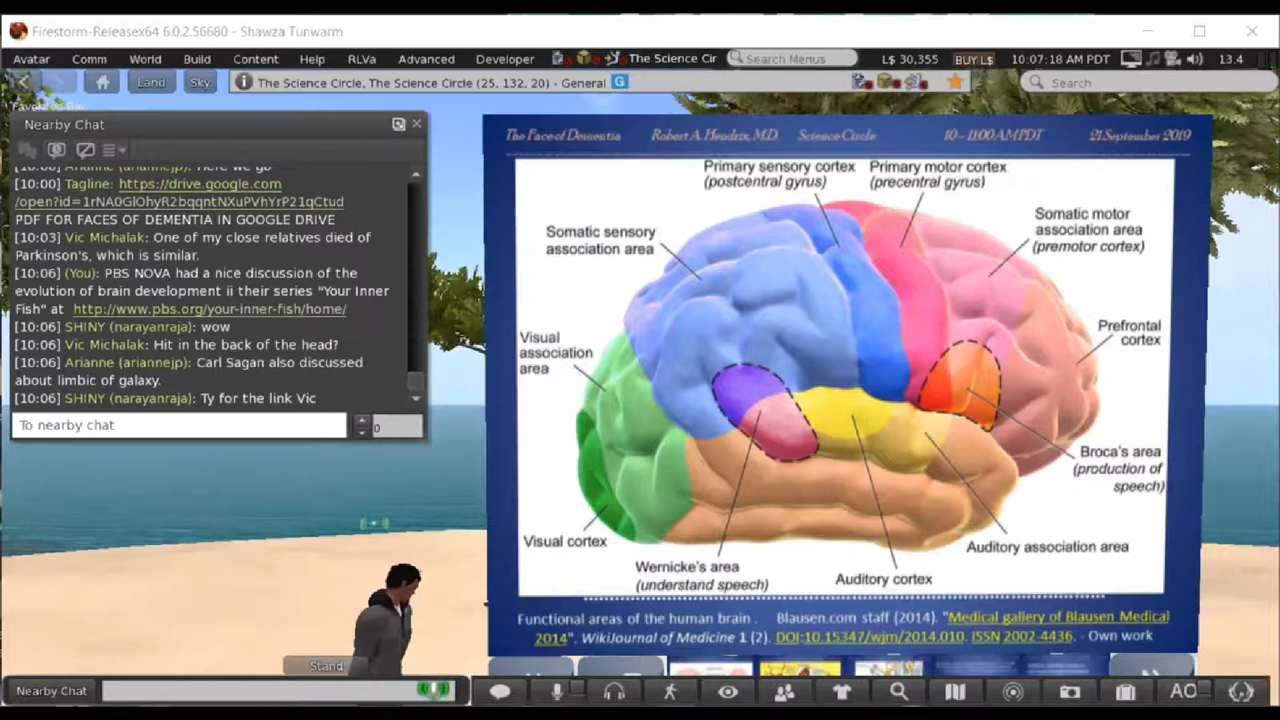 Firestorm-Releasex64 6.0.2.56680 - Shawza Tunwarm
Avatar Comm World Build Content Help RLVa Advanced Developer The Science Cir Search Menus L$ 30,355 BUY L$ 10:07:18 AM PDT 13.4
Land Sky The Science Circle, The Science Circle (25, 132, 20) - General G Search
Nearby Chat
[10:00] Arianne (ariannejp): Here we go
[10:00] Tagline: https://drive.google.com
/open?id=1rNA0GlOhyR2bqqntNXuPVhYrP21qCtud
PDF FOR FACES OF DEMENTIA IN GOOGLE DRIVE
[10:03] Vic Michalak: One of my close relatives died of
Parkinson's, which is similar.
[10:06] (You): PBS NOVA had a nice discussion of the
evolution of brain development ii their series "Your Inner
Fish" at http://www.pbs.org/your-inner-fish/home/
[10:06] SHINY (narayanraja): wow
[10:06] Vic Michalak: Hit in the back of the head?
[10:06] Arianne (ariannejp): Carl Sagan also discussed
about limbic of galaxy.
[10:06] SHINY (narayanraja): Ty for the link Vic
To nearby chat
0
The Face of Dementia Robert A. Hendrix, M.D. Science Circle 10 - 11:00 AM PDT 21 September 2019
Primary sensory cortex
(postcentral gyrus)
Primary motor cortex
(precentral gyrus)
Somatic sensory
association area
Somatic motor
association area
(premotor cortex)
Visual
association
area
Prefrontal
cortex
Broca's area
(production of
speech)
Visual cortex
Wernicke's area
(understand speech)
Auditory cortex
Auditory association area
Functional areas of the human brain . Blausen.com staff (2014). "Medical gallery of Blausen Medical
2014". WikiJournal of Medicine 1 (2). DOI:10.15347/wjm/2014.010. ISSN 2002-4436. - Own work
Stand
Nearby Chat
AO